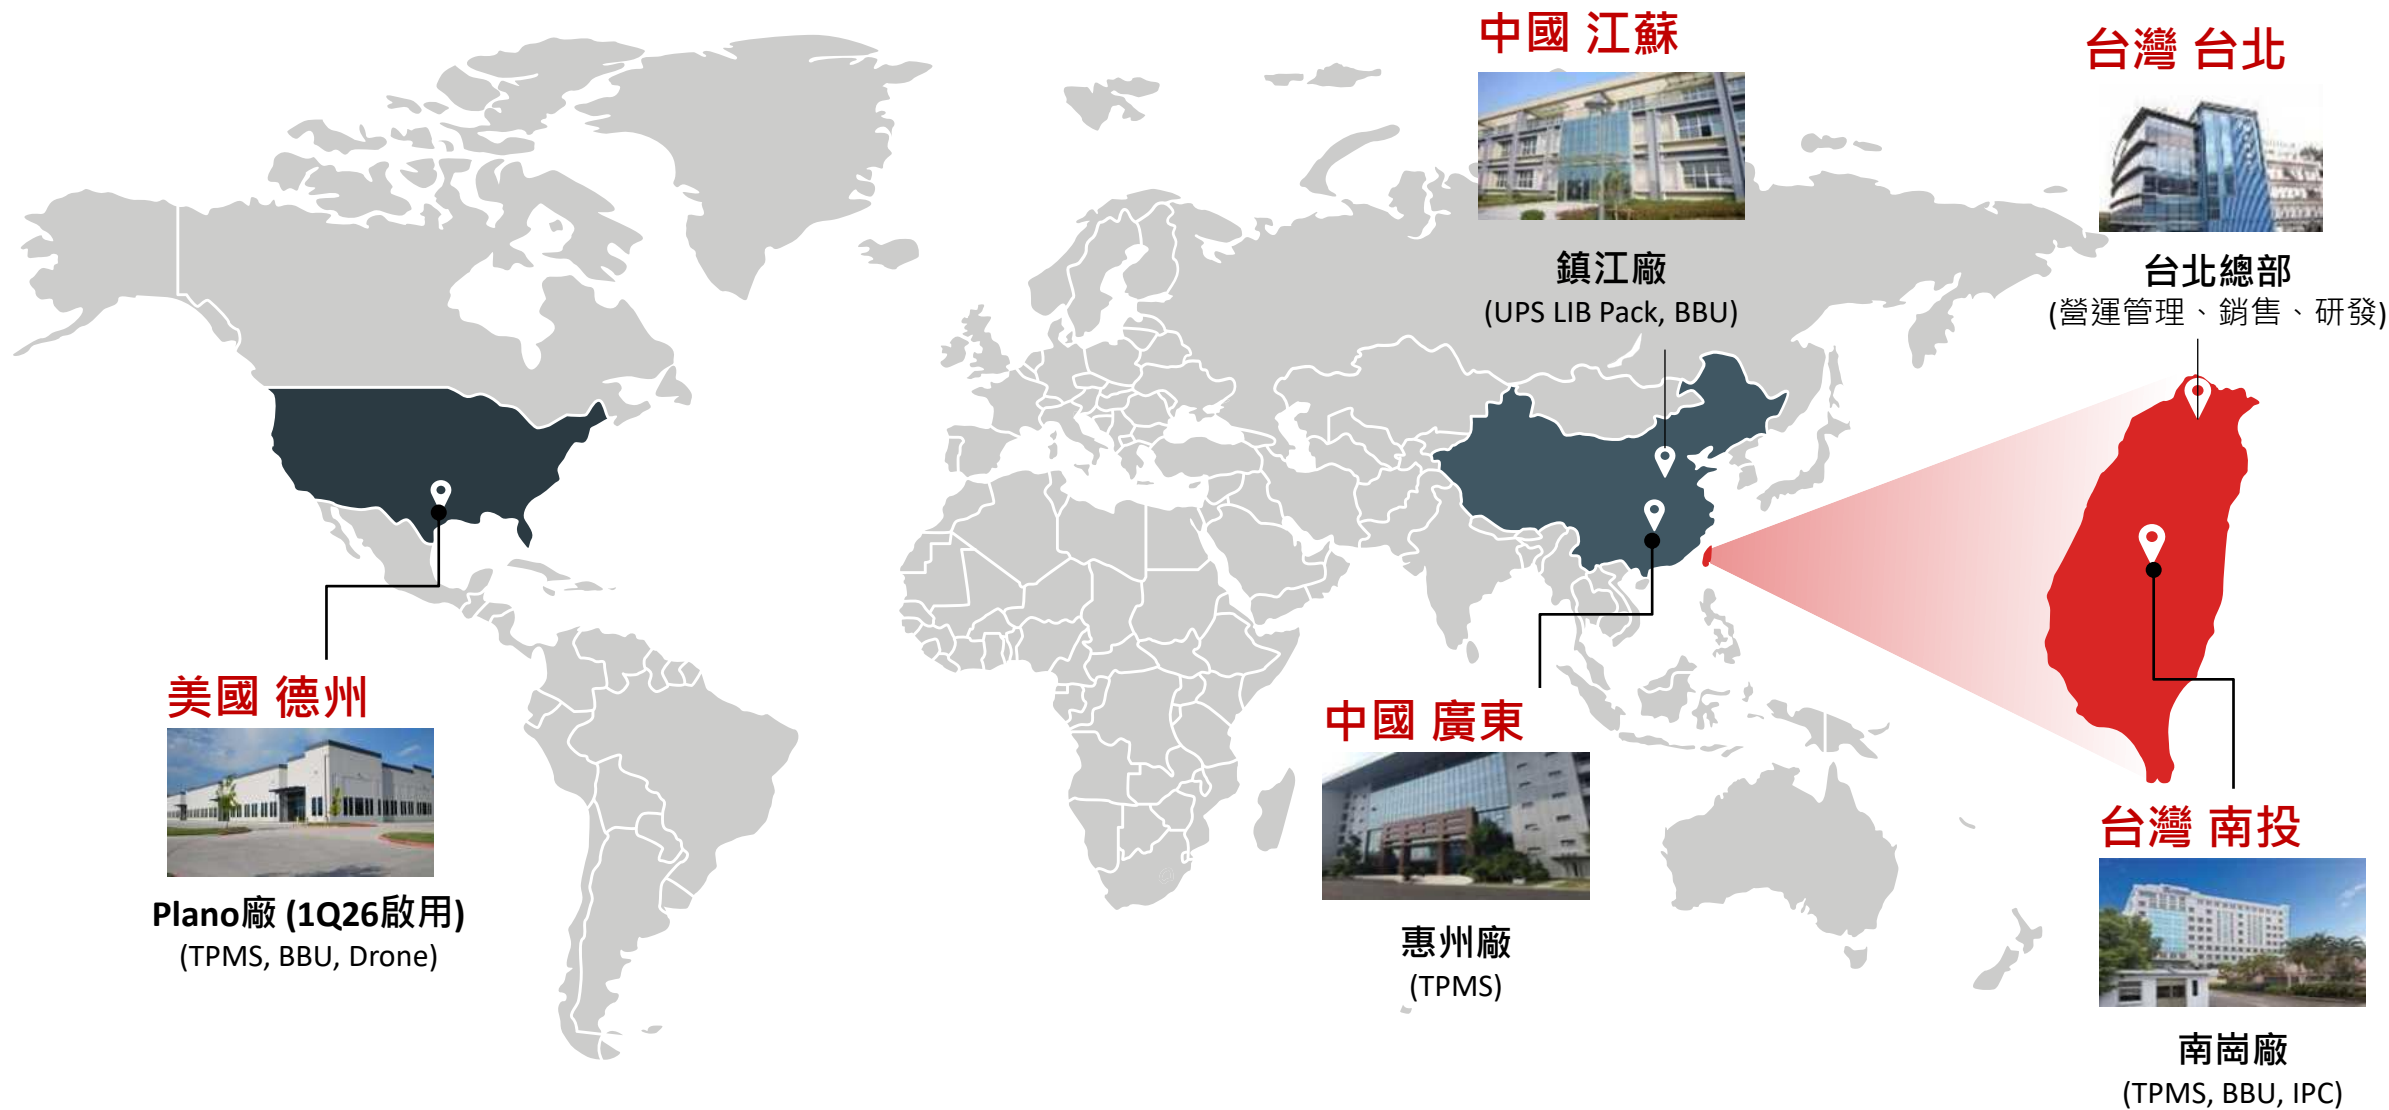 中國 江蘇
鎮江廠
(UPS LIB Pack, BBU)
台灣 台北
台北總部
(營運管理、銷售、研發)
美國 德州
Plano廠 (1Q26啟用)
(TPMS, BBU, Drone)
中國 廣東
惠州廠
(TPMS)
台灣 南投
南崗廠
(TPMS, BBU, IPC)